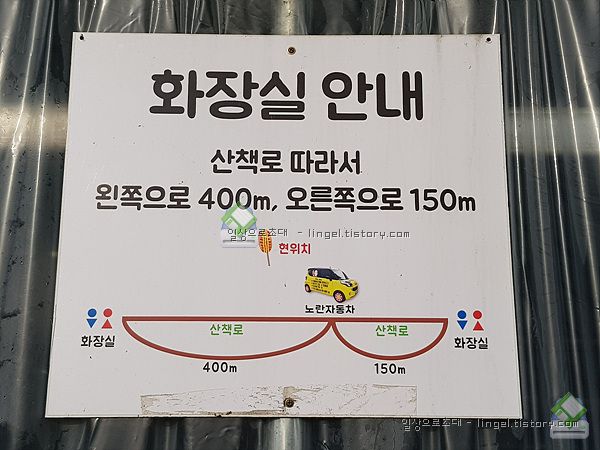 화장실 안내
산책로 따라서
왼쪽으로 400m, 오른쪽으로 150m
일상으로초대 - lingel.tistory.com
현위치
노란자동차
산책로 산책로
화장실 화장실
400m 150m
일상으로초대 - lingel.tistory.com